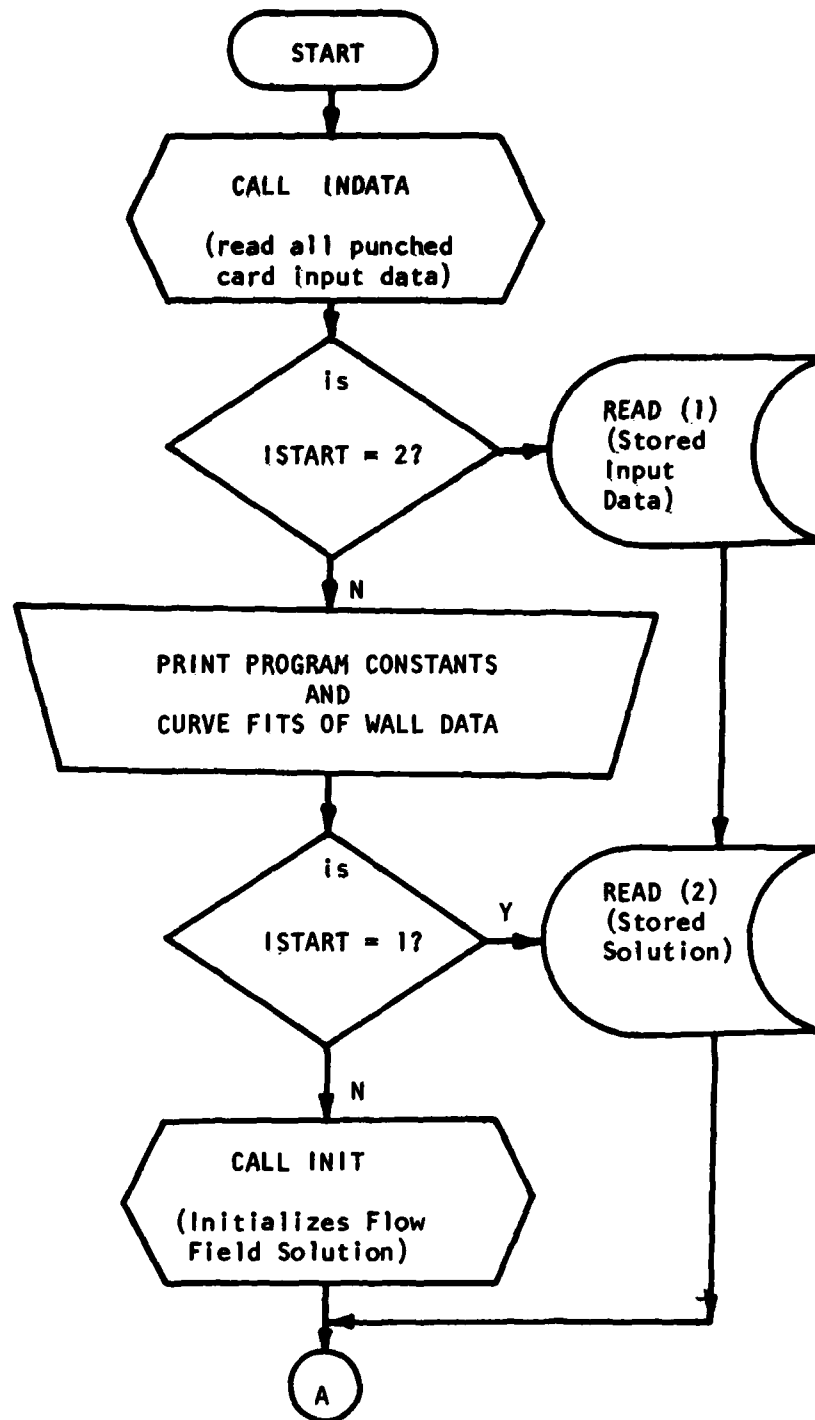 START
CALL INDATA
(read all punched
card input data)
is
ISTART = 2?
READ (1)
(Stored
Input
Data)
N
PRINT PROGRAM CONSTANTS
AND
CURVE FITS OF WALL DATA
is
ISTART = 1?
Y
READ (2)
(Stored
Solution)
N
CALL INIT
(Initializes Flow
Field Solution)
A